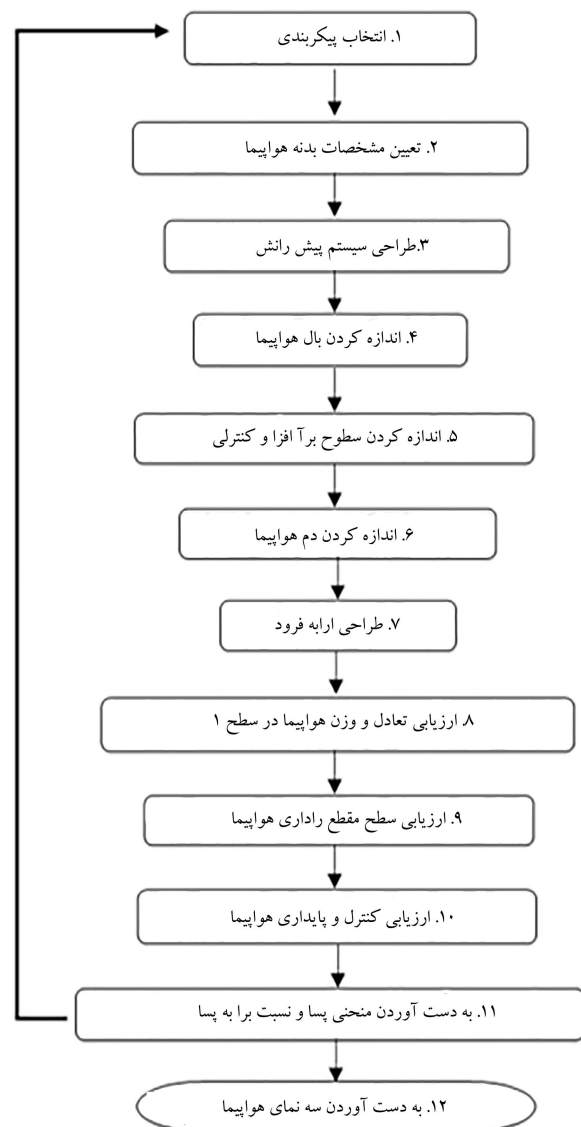 ۱. انتخاب پیکربندی
۲. تعیین مشخصات بدنه هواپیما
۳.طراحی سیستم پیش رانش
۴. اندازه کردن بال هواپیما
۵. اندازه کردن سطوح برآ افزا و کنترلی
۶. اندازه کردن دم هواپیما
۷. طراحی ارابه فرود
۸. ارزیابی تعادل و وزن هواپیما در سطح ۱
۹. ارزیابی سطح مقطع راداری هواپیما
۱۰. ارزیابی کنترل و پایداری هواپیما
۱۱. به دست آوردن منحنی پسا و نسبت برا به پسا
۱۲. به دست آوردن سه نمای هواپیما